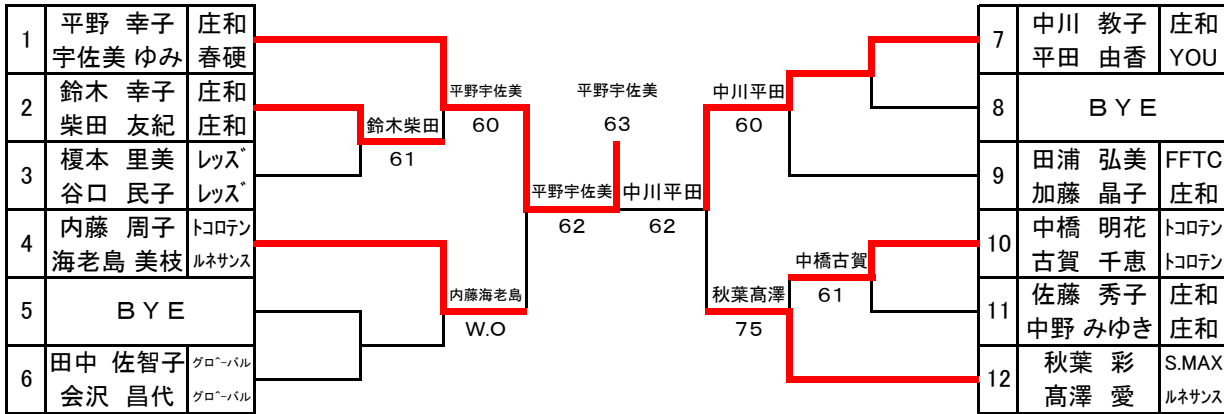 1 平野 幸子 庄和
宇佐美 ゆみ 春硬
2 鈴木 幸子 庄和
柴田 友紀 庄和
3 榎本 里美 レッズ
谷口 民子 レッズ
4 内藤 周子 トコロテン
海老島 美枝 ルネサンス
5 BYE
6 田中 佐智子 グローバル
会沢 昌代 グローバル
鈴木柴田
61
平野宇佐美
60
内藤海老島
W.O
平野宇佐美
62
平野宇佐美
63
中川平田
62
中川平田
60
秋葉髙澤
75
中橋古賀
61
7 中川 教子 庄和
平田 由香 YOU
8 BYE
9 田浦 弘美 FFTC
加藤 晶子 庄和
10 中橋 明花 トコロテン
古賀 千恵 トコロテン
11 佐藤 秀子 庄和
中野 みゆき 庄和
12 秋葉 彩 S.MAX
髙澤 愛 ルネサンス